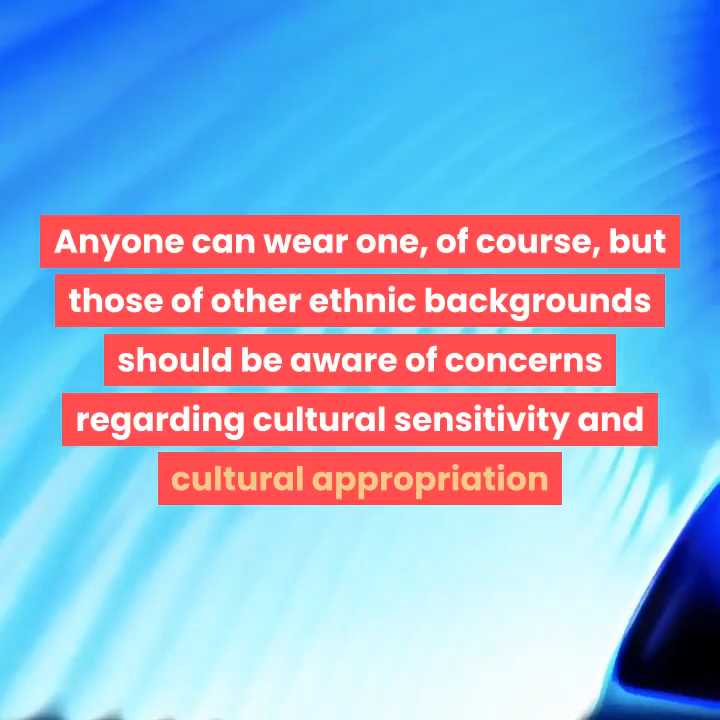 Anyone can wear one, of course, but
those of other ethnic backgrounds
should be aware of concerns
regarding cultural sensitivity and
cultural appropriation